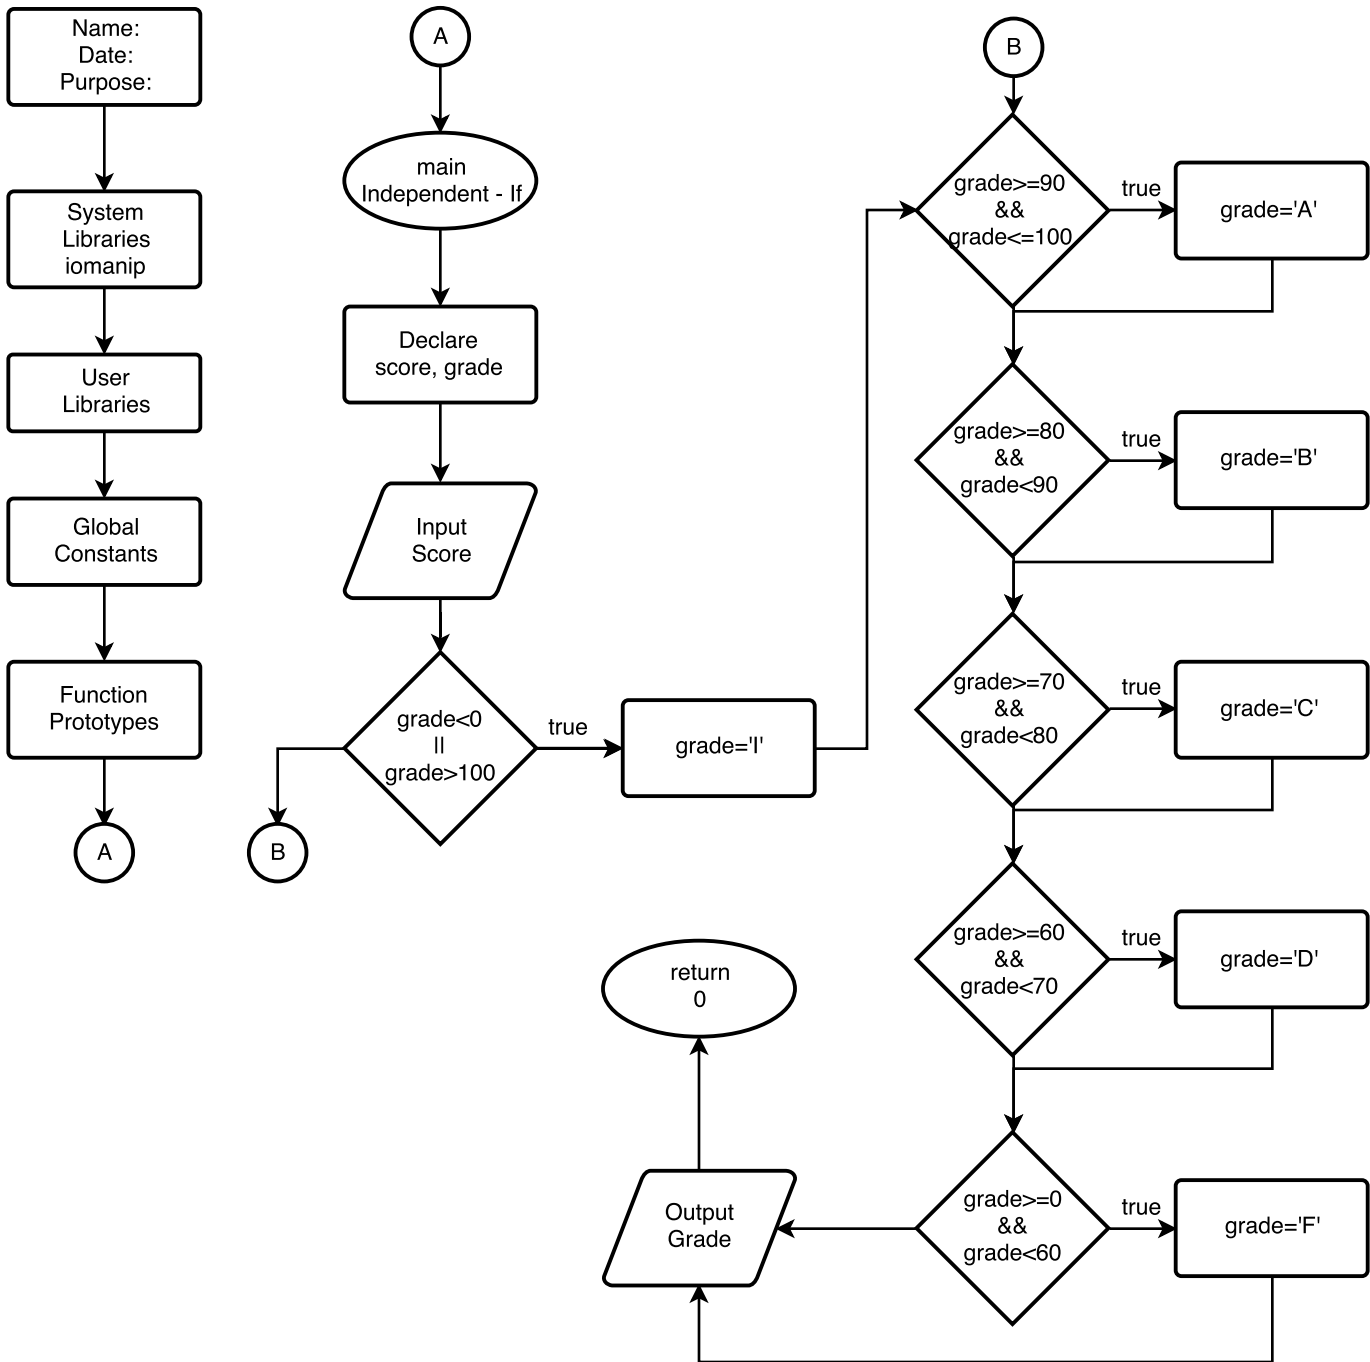 Name:
Date:
Purpose:
System
Libraries
iomanip
User
Libraries
Global
Constants
Function
Prototypes
A
A
main
Independent - If
Declare
score, grade
Input
Score
grade<0
||
grade>100
true
grade='I'
B
B
grade>=90
&&
grade<=100
true
grade='A'
grade>=80
&&
grade<90
true
grade='B'
grade>=70
&&
grade<80
true
grade='C'
grade>=60
&&
grade<70
true
grade='D'
grade>=0
&&
grade<60
true
grade='F'
Output
Grade
return
0